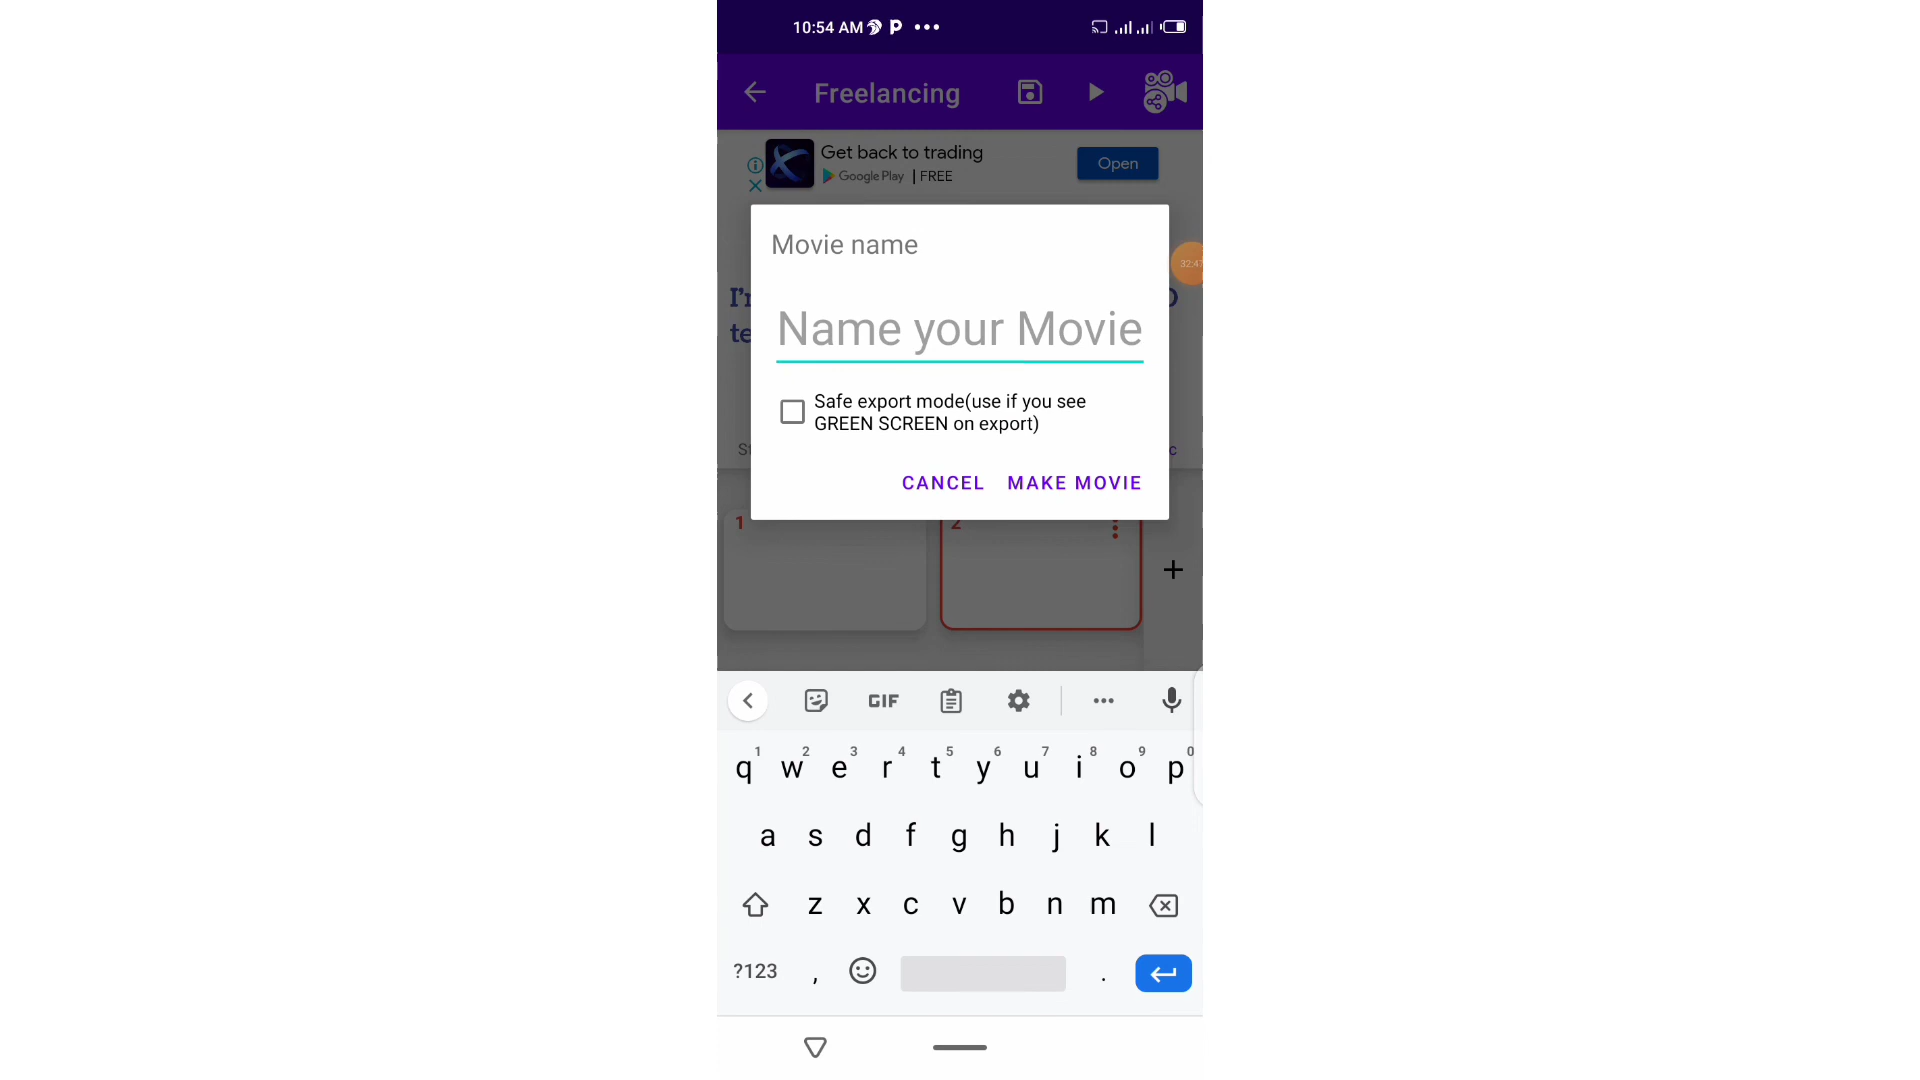 10:54 AM
Freelancing
Get back to trading
Google Play | FREE
Open
Movie name
32:47
Name your Movie
Safe export mode(use if you see
GREEN SCREEN on export)
CANCEL MAKE MOVIE
1
2
+
GIF
1 2 3 4 5 6 7 8 9 0
q w e r t y u i o p
a s d f g h j k l
z x c v b n m
?123 , .